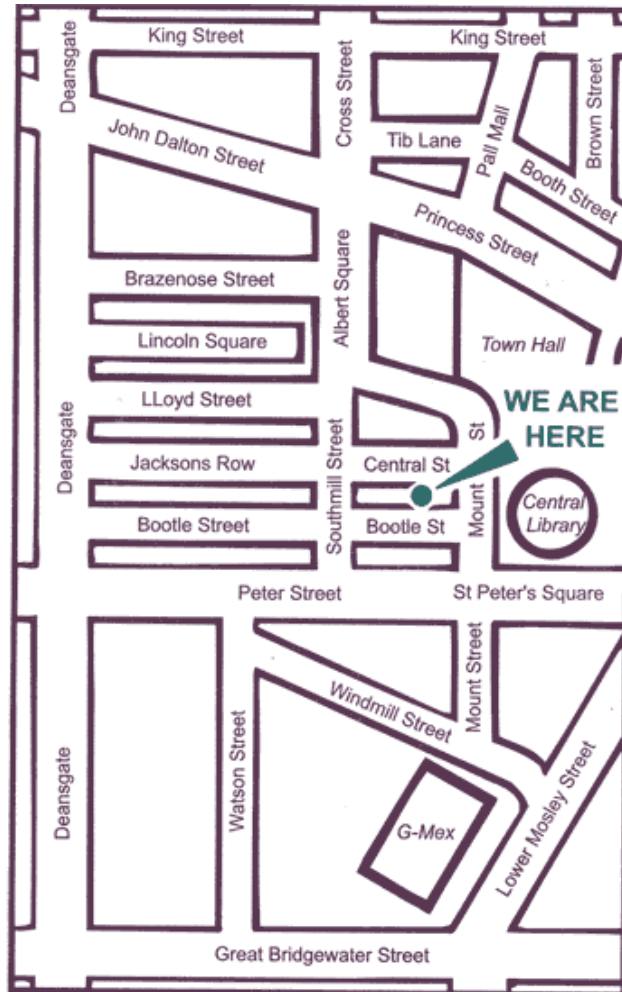 King Street
King Street
Deansgate
Cross Street
Brown Street
John Dalton Street
Tib Lane
Pall Mall
Booth Street
Princess Street
Brazenose Street
Albert Square
Lincoln Square
Town Hall
LLoyd Street
WE ARE
HERE
Deansgate
Jacksons Row
Southmill Street
Central St
Mount St
Central
Library
Bootle Street
Bootle St
Peter Street
St Peter's Square
Mount Street
Windmill Street
Watson Street
Deansgate
G-Mex
Lower Mosley Street
Great Bridgewater Street